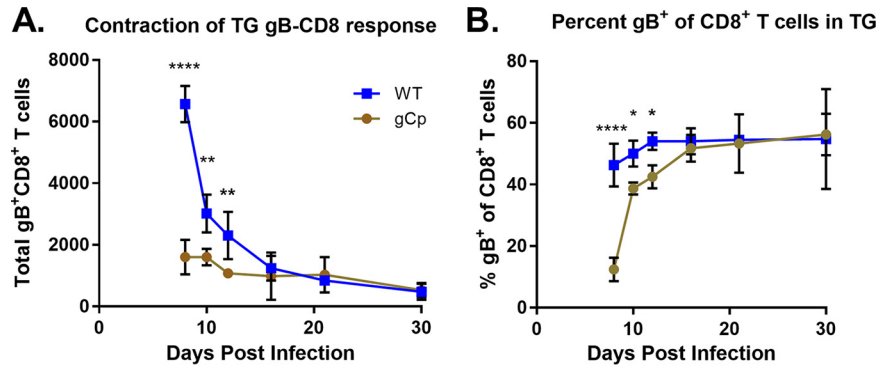 A.
Contraction of TG gB-CD8 response
8000
6000
4000
2000
0
Total gB⁺CD8⁺ T cells
****
**
**
WT
gCp
0
10
20
30
Days Post Infection
B.
Percent gB⁺ of CD8⁺ T cells in TG
80
60
40
20
0
% gB⁺ of CD8⁺ T cells
****
*
*
0
10
20
30
Days Post Infection